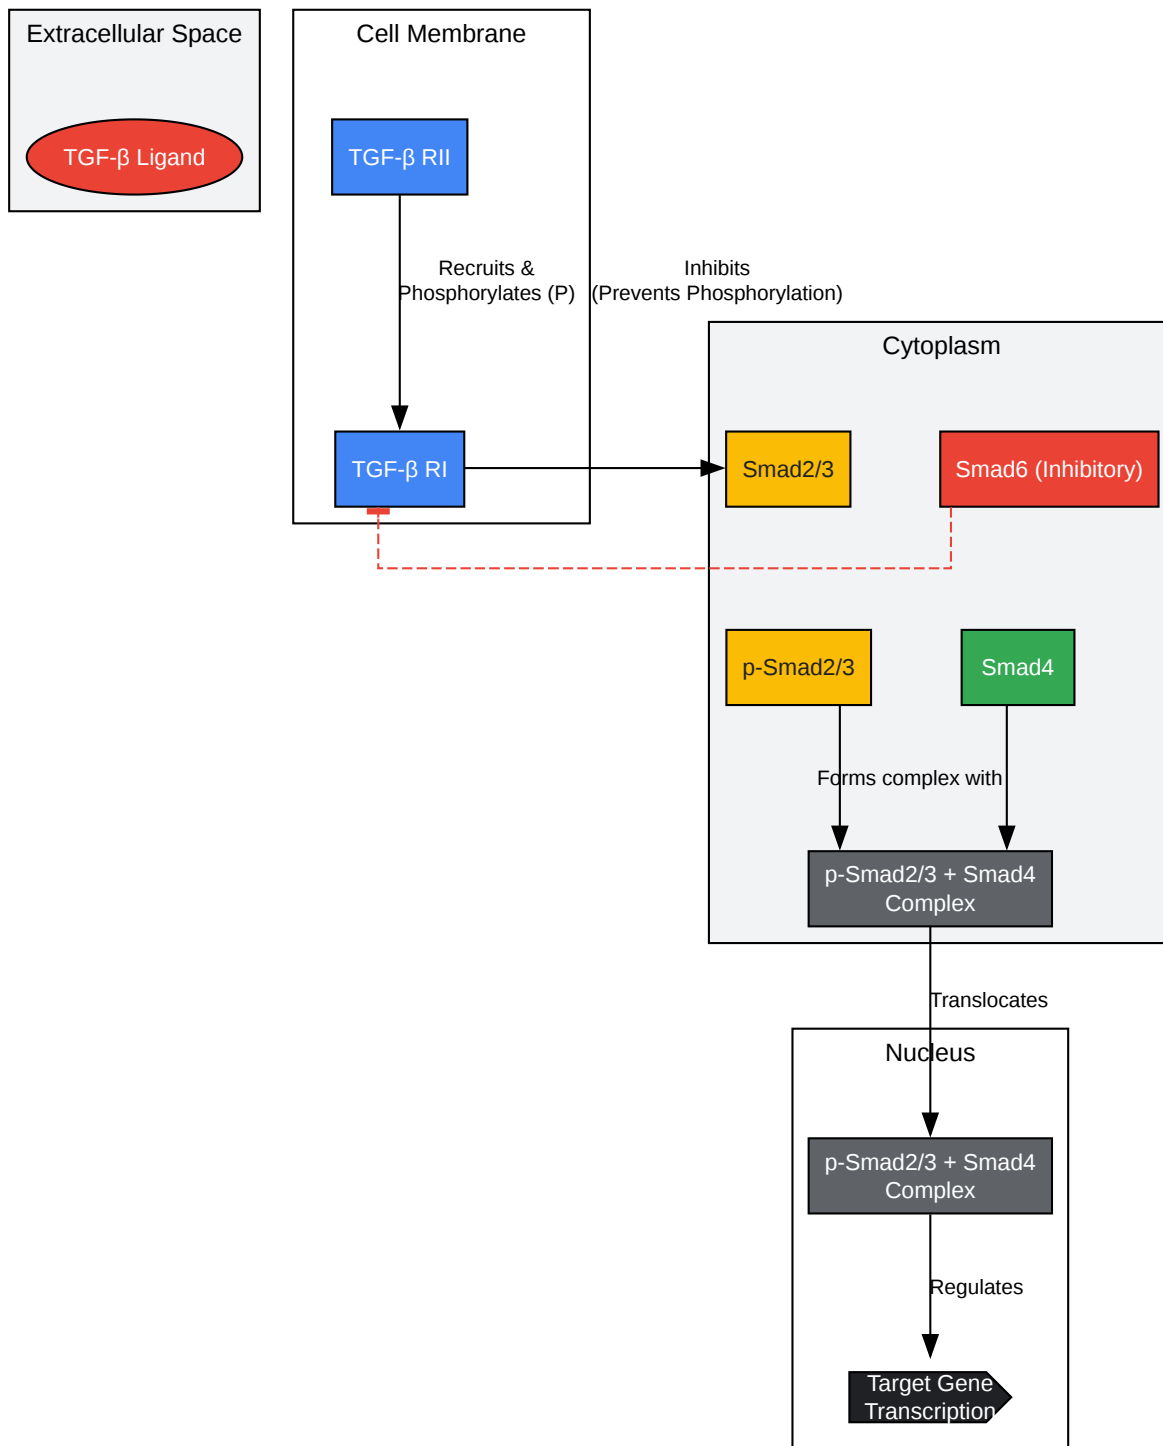 Extracellular Space
Cell Membrane
TGF-β Ligand
TGF-β RII
Recruits &
Phosphorylates (P)
Inhibits
(Prevents Phosphorylation)
Cytoplasm
TGF-β RI
Smad2/3
Smad6 (Inhibitory)
p-Smad2/3
Smad4
Forms complex with
p-Smad2/3 + Smad4
Complex
Translocates
Nucleus
p-Smad2/3 + Smad4
Complex
Regulates
Target Gene
Transcription